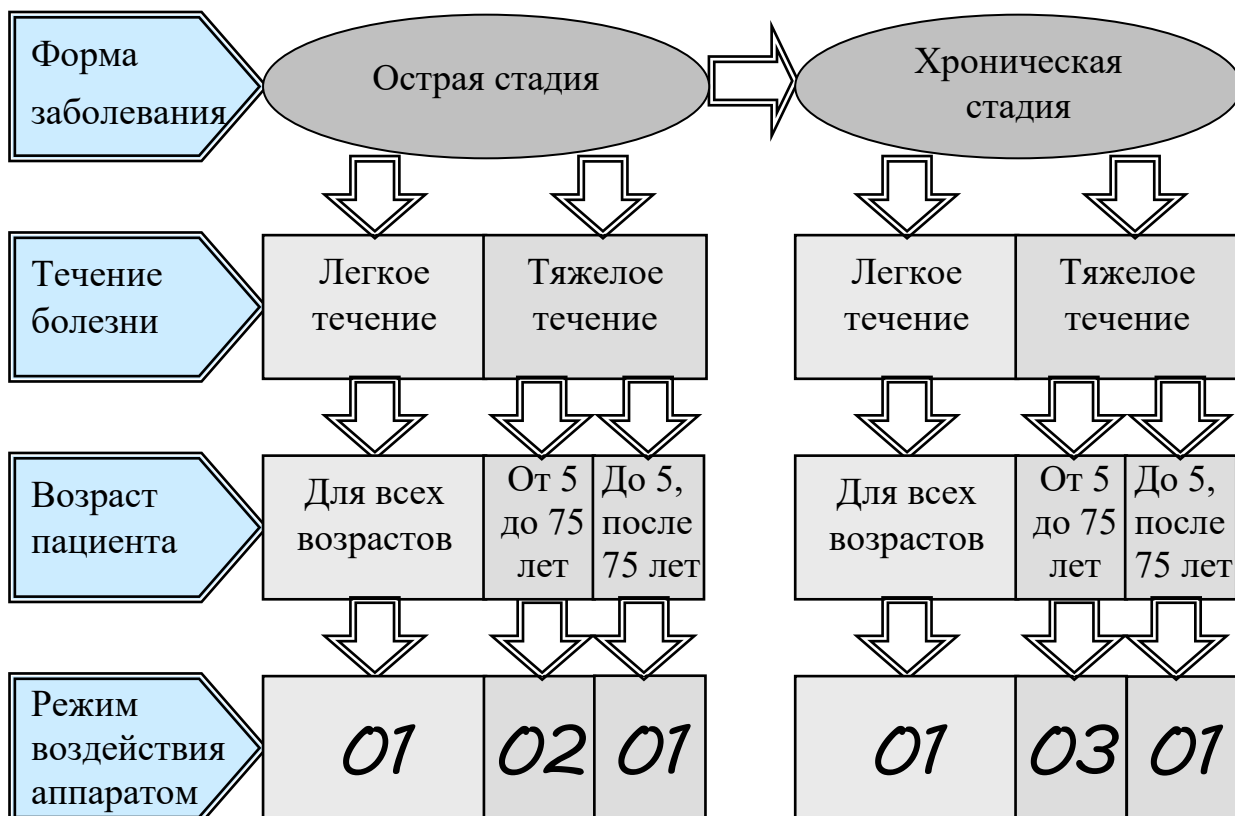 Форма
заболевания
Острая стадия
Хроническая
стадия
Течение
болезни
Легкое
течение
Тяжелое
течение
Легкое
течение
Тяжелое
течение
Возраст
пациента
Для всех
возрастов
От 5
до 75
лет
До 5,
после
75 лет
Для всех
возрастов
От 5
до 75
лет
До 5,
после
75 лет
Режим
воздействия
аппаратом
01
02
01
01
03
01